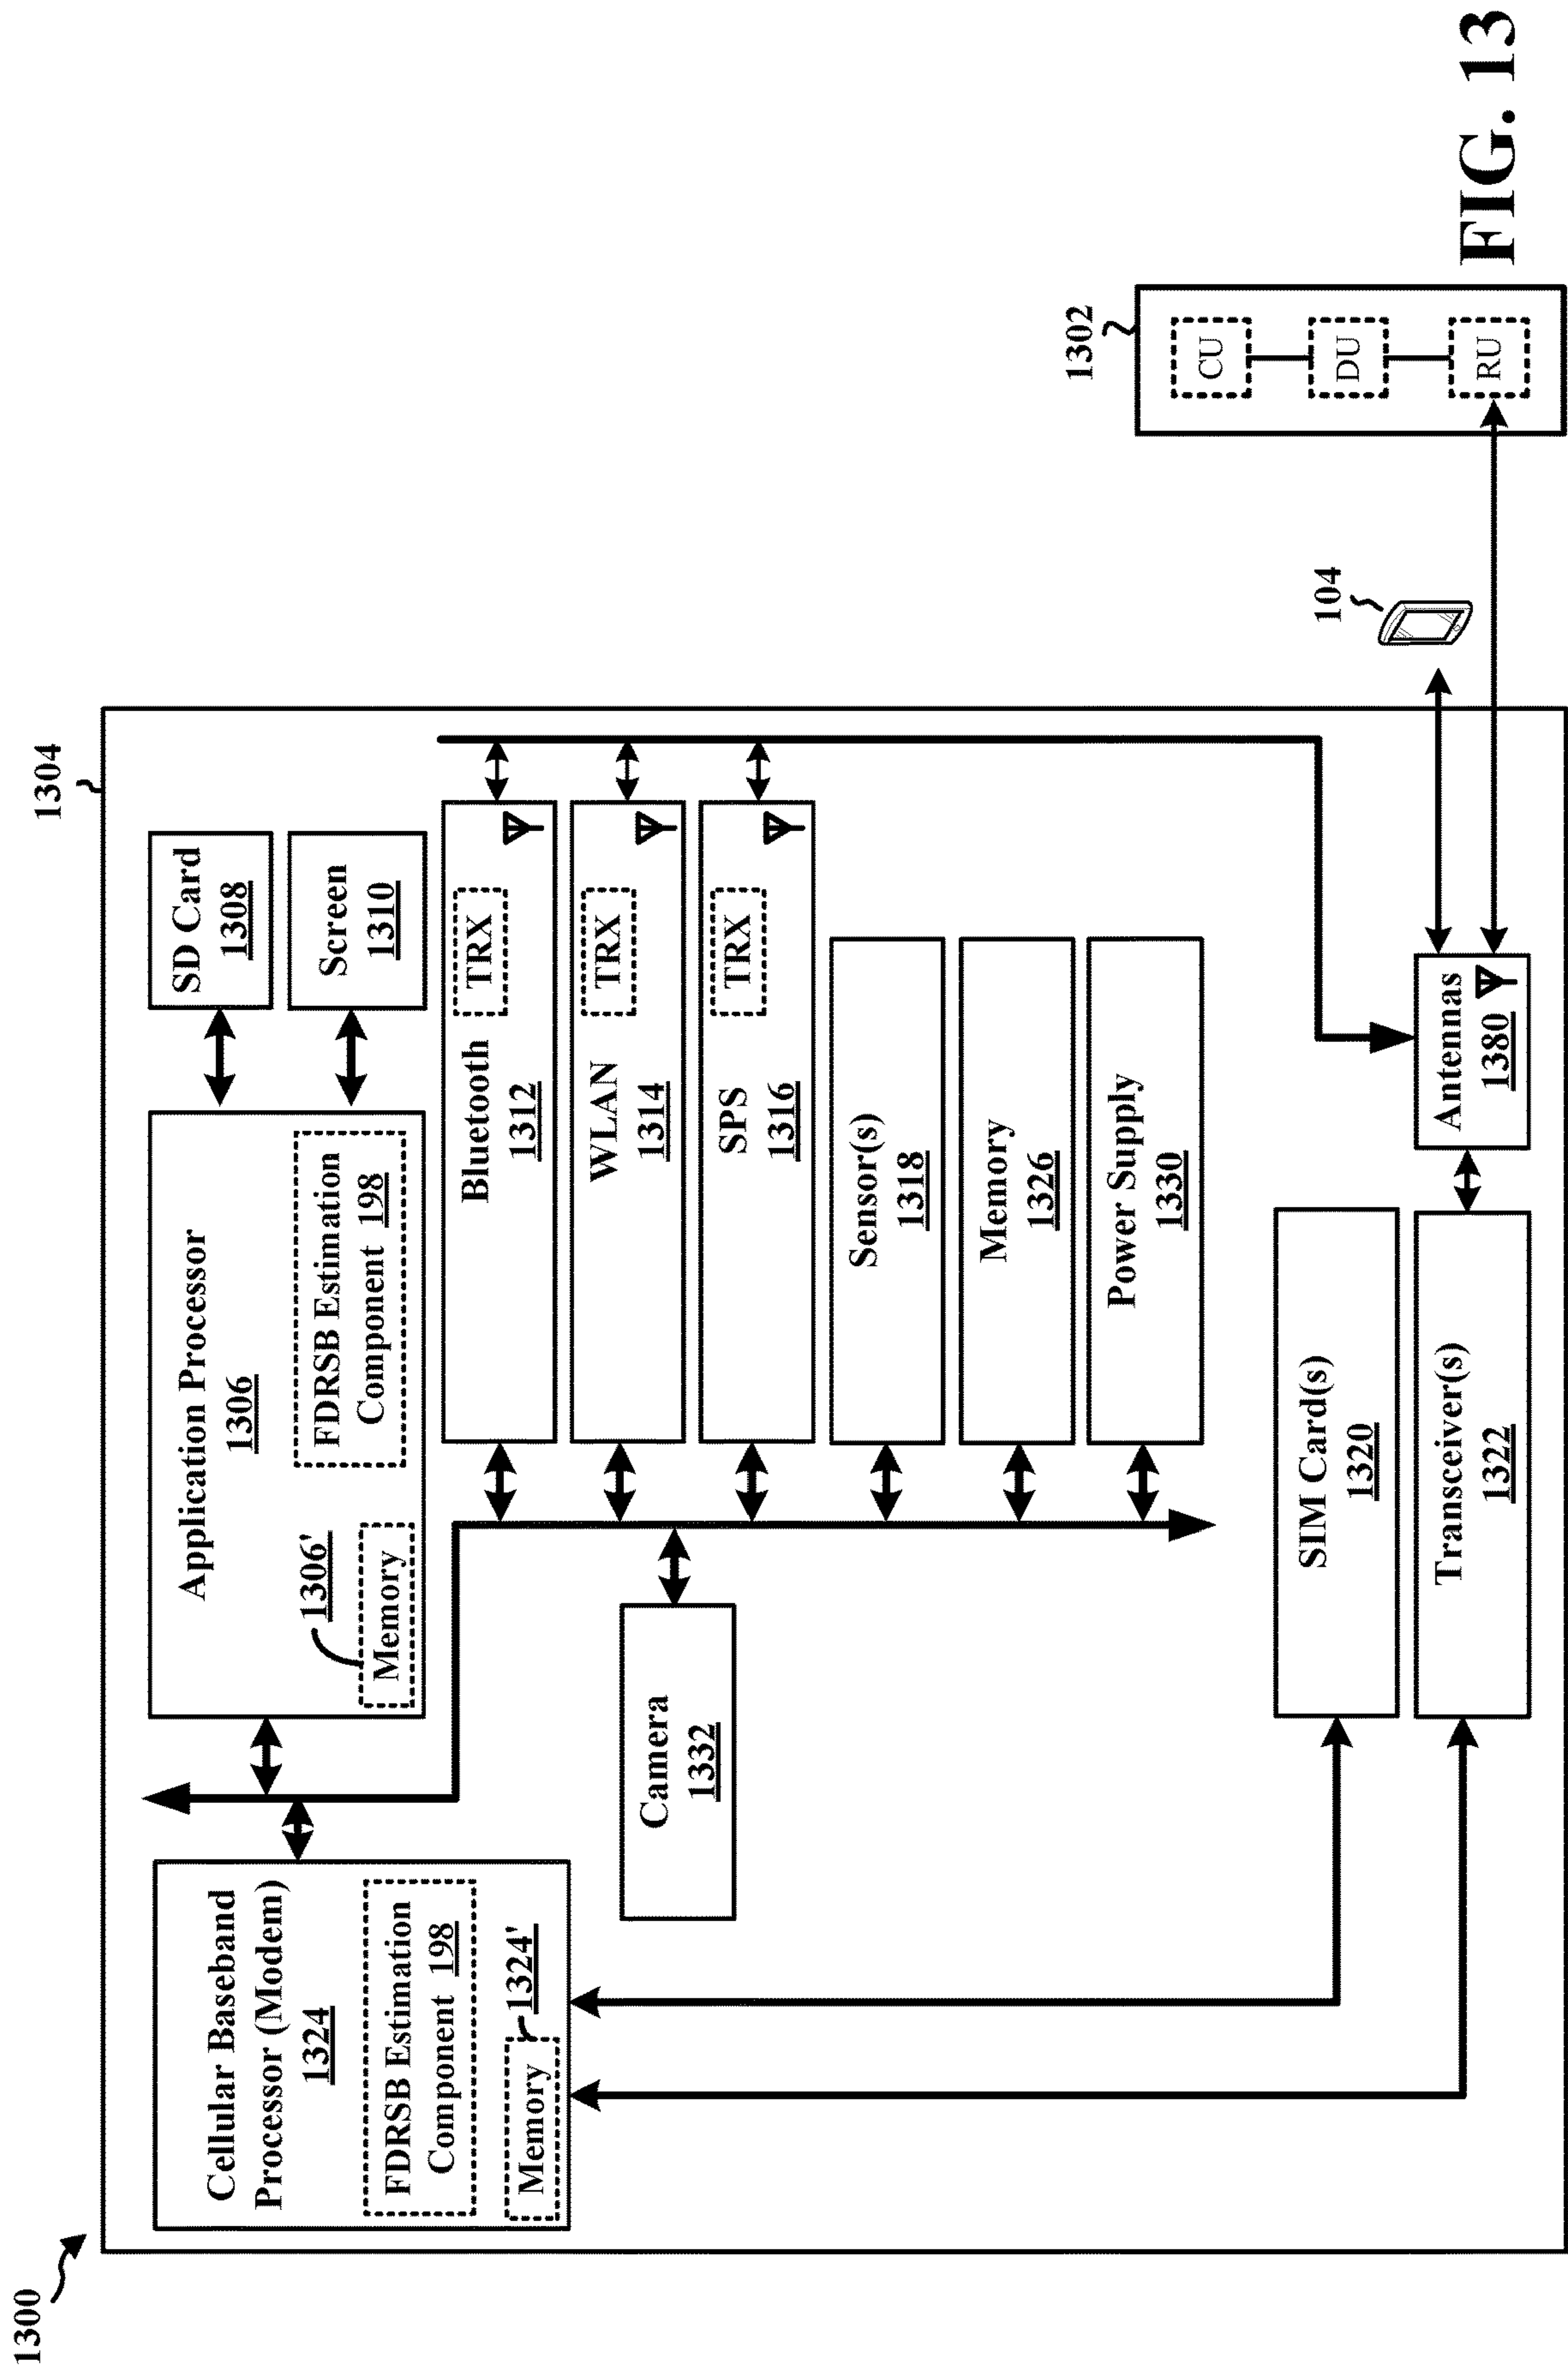 1300
1304
Cellular Baseband
Processor (Modem)
1324
FDRSB Estimation
Component 198
Memory
1324'
Application Processor
1306
1306'
Memory
FDRSB Estimation
Component 198
SD Card
1308
Screen
1310
Camera
1332
Bluetooth
1312
TRX
WLAN
1314
TRX
SPS
1316
TRX
Sensor(s)
1318
Memory
1326
Power Supply
1330
SIM Card(s)
1320
Transceiver(s)
1322
Antennas
1380
104
1302
CU
DU
RU
FIG. 13